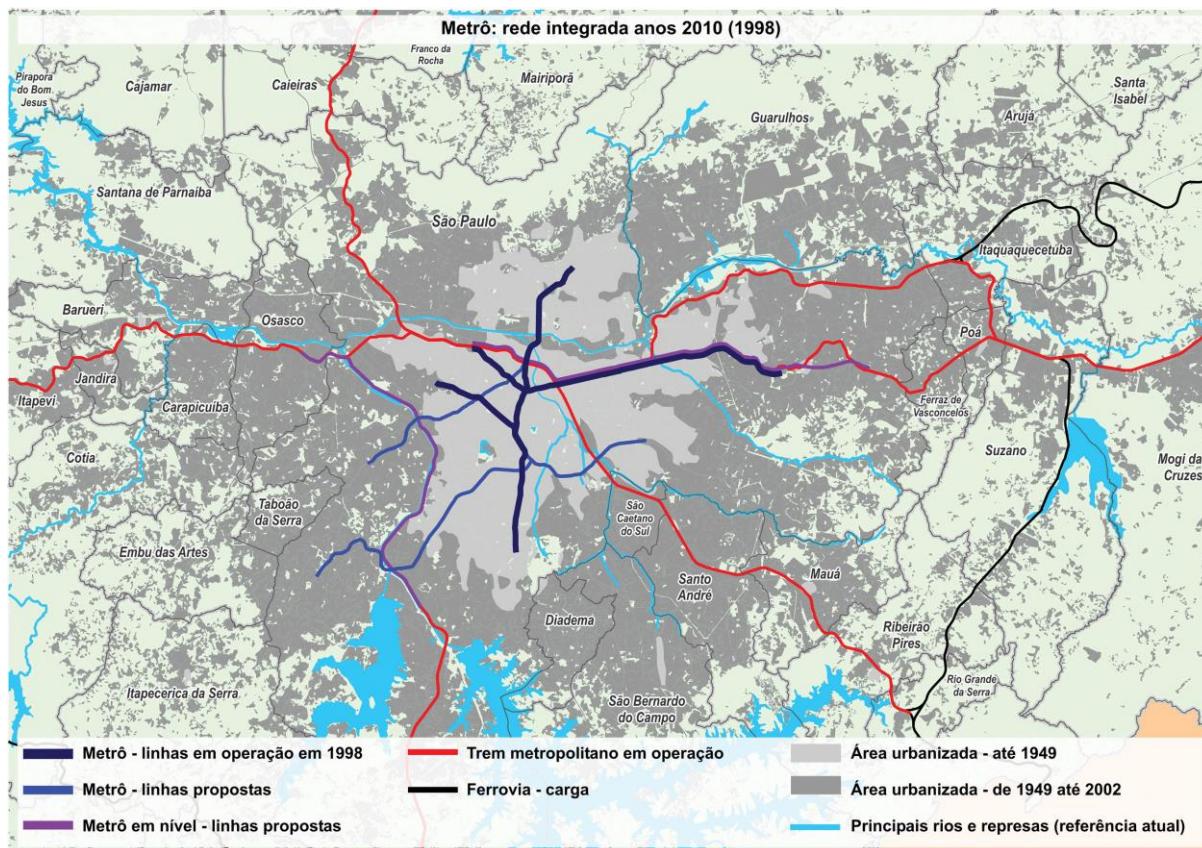 Metrô: rede integrada anos 2010 (1998)
Franco da
Rocha
Pirapora
do Bom
Jesus
Cajamar
Caieiras
Mairiporã
Santa
Isabel
Guarulhos
Arujá
Santana de Parnaíba
São Paulo
Itaquaquecetuba
Barueri
Osasco
Poá
Jandira
Itapevi
Carapicuíba
Ferraz de
Vasconcelos
Cotia
Suzano
Mogi da
Cruzes
Taboão
da Serra
São
Caetano
do Sul
Embu das Artes
Santo
André
Mauá
Diadema
Ribeirão
Pires
Itapecerica da Serra
São Bernardo
do Campo
Rio Grande
da Serra
Metrô - linhas em operação em 1998
Metrô - linhas propostas
Metrô em nível - linhas propostas
Trem metropolitano em operação
Ferrovia - carga
Área urbanizada - até 1949
Área urbanizada - de 1949 até 2002
Principais rios e represas (referência atual)